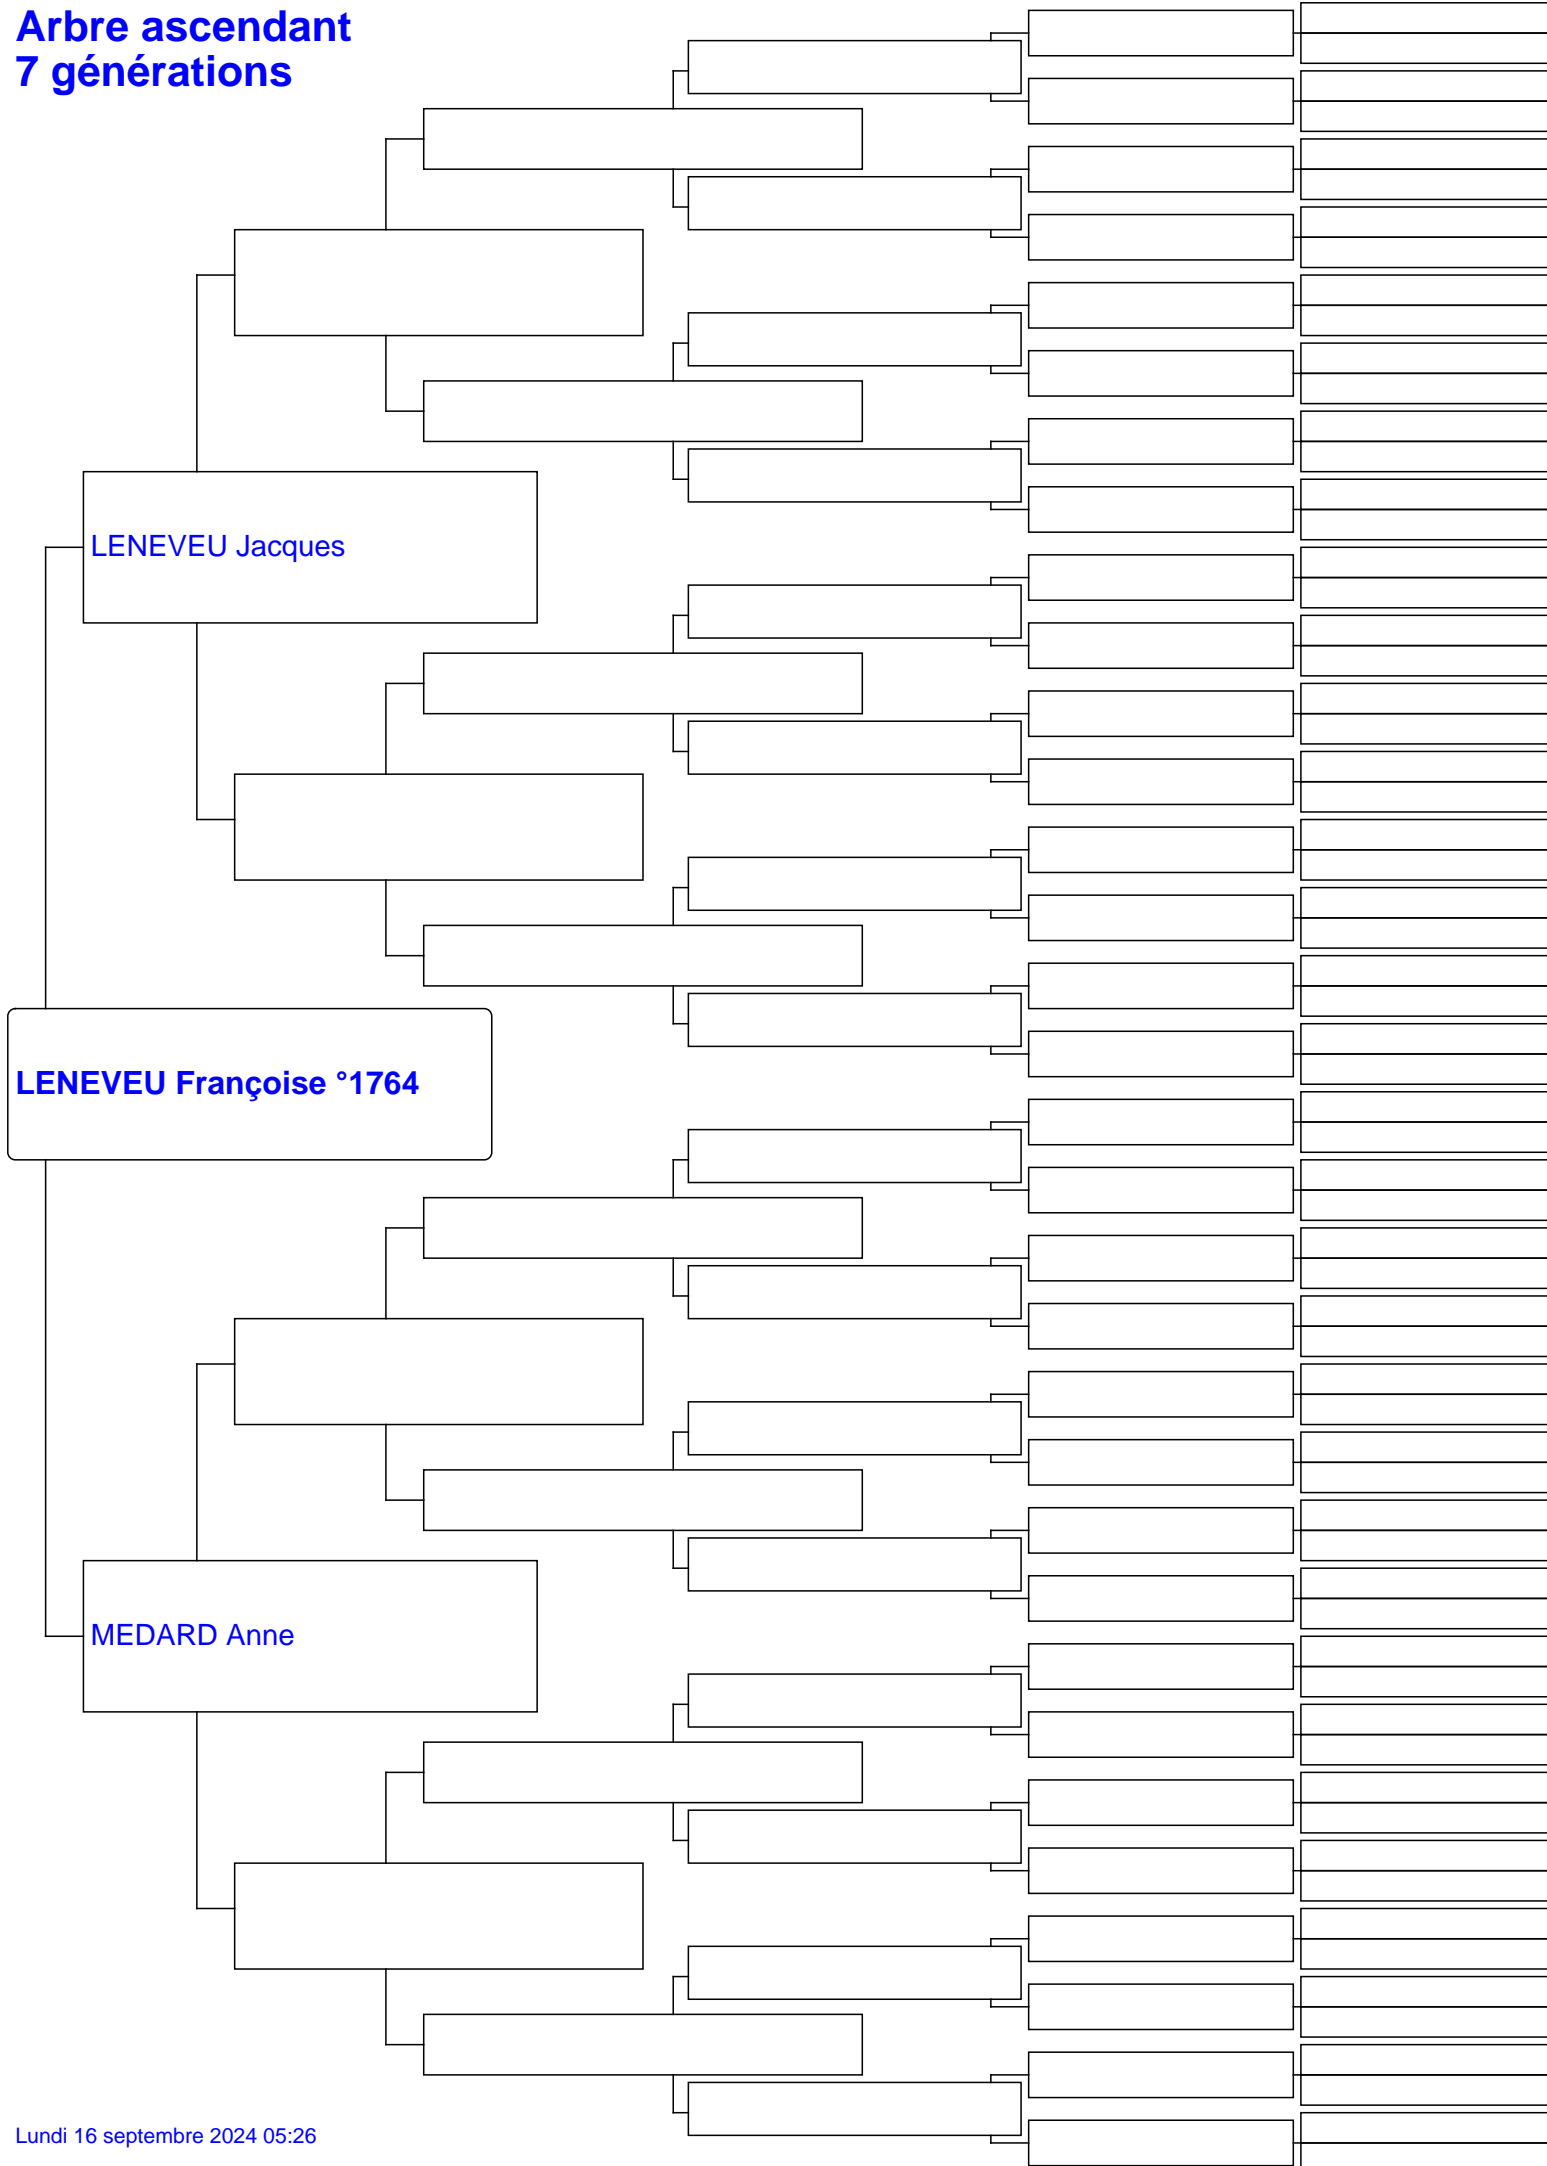 Arbre ascendant
7 générations
LENEVEU Jacques
LENEVEU Françoise °1764
MEDARD Anne
Lundi 16 septembre 2024 05:26